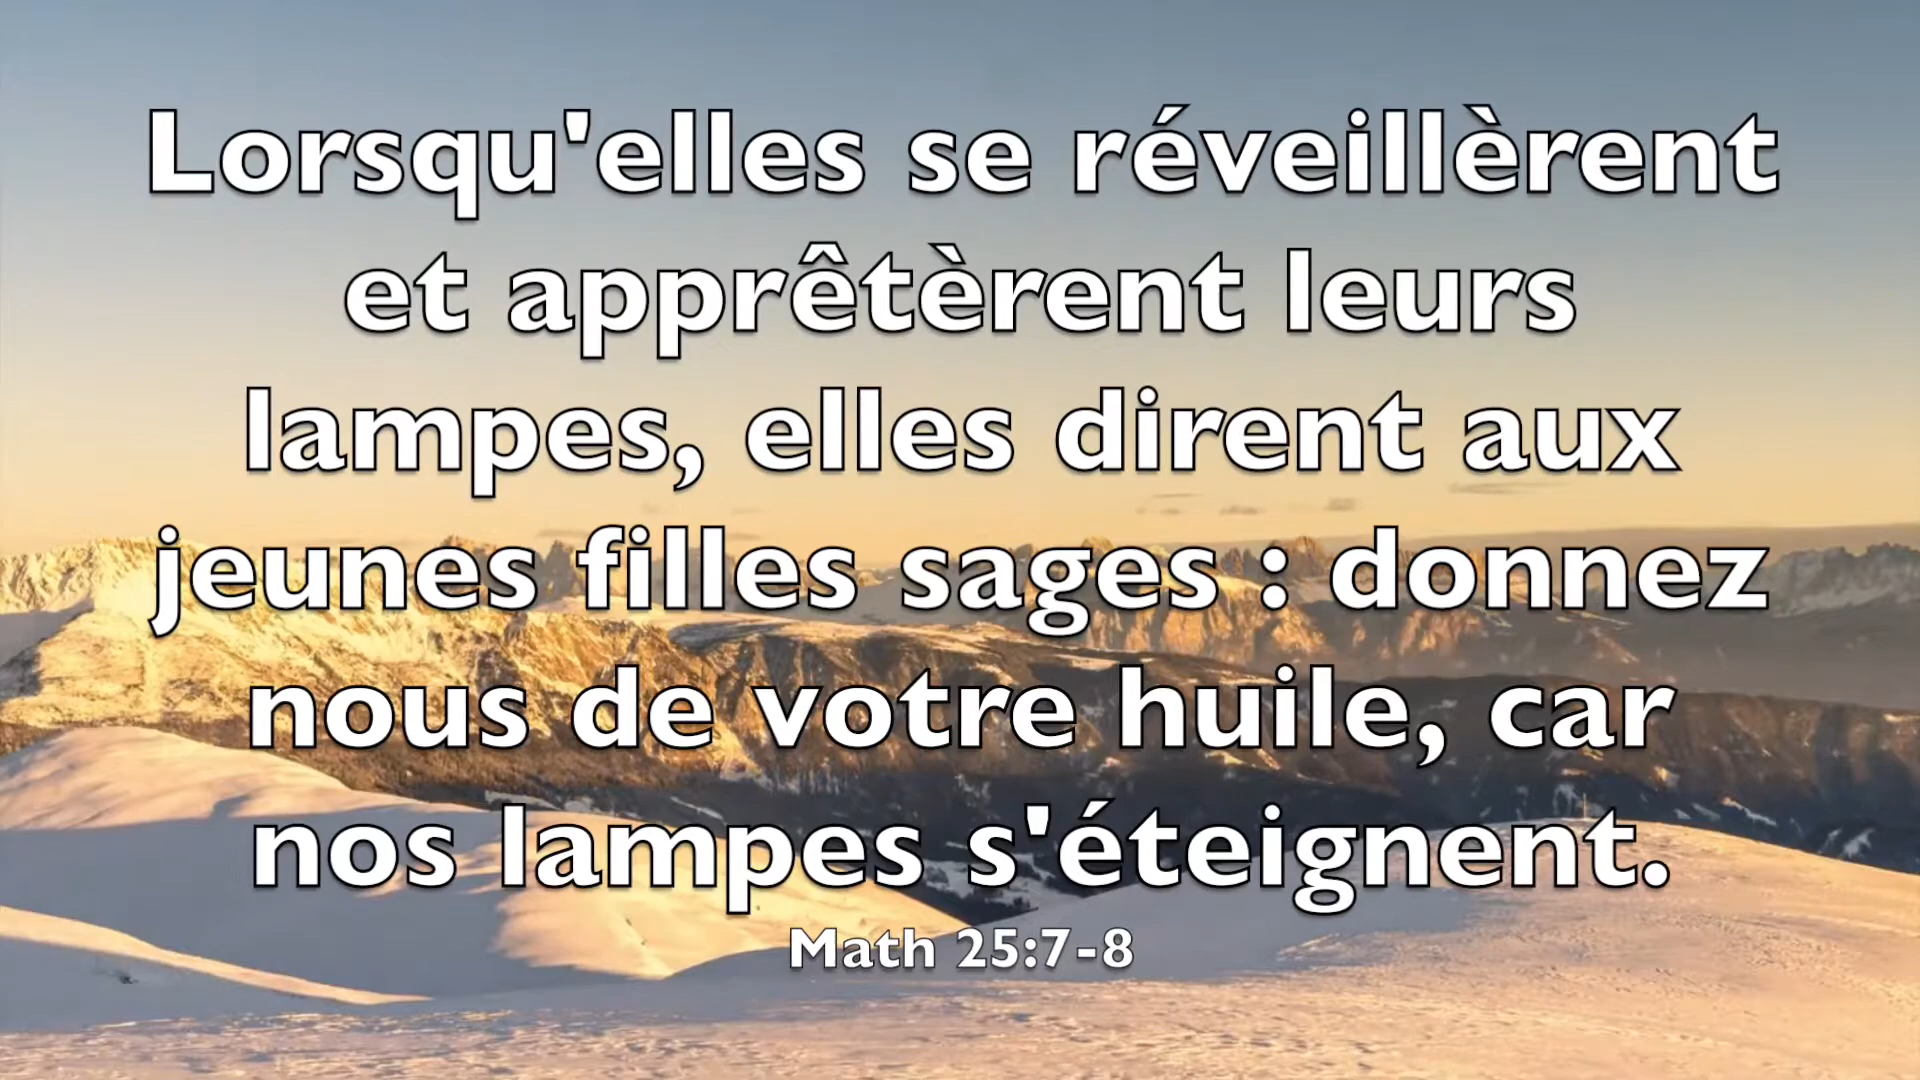 Lorsqu'elles se réveillèrent
et apprêtèrent leurs
lampes, elles dirent aux
jeunes filles sages : donnez
nous de votre huile, car
nos lampes s'éteignent.
Math 25:7-8